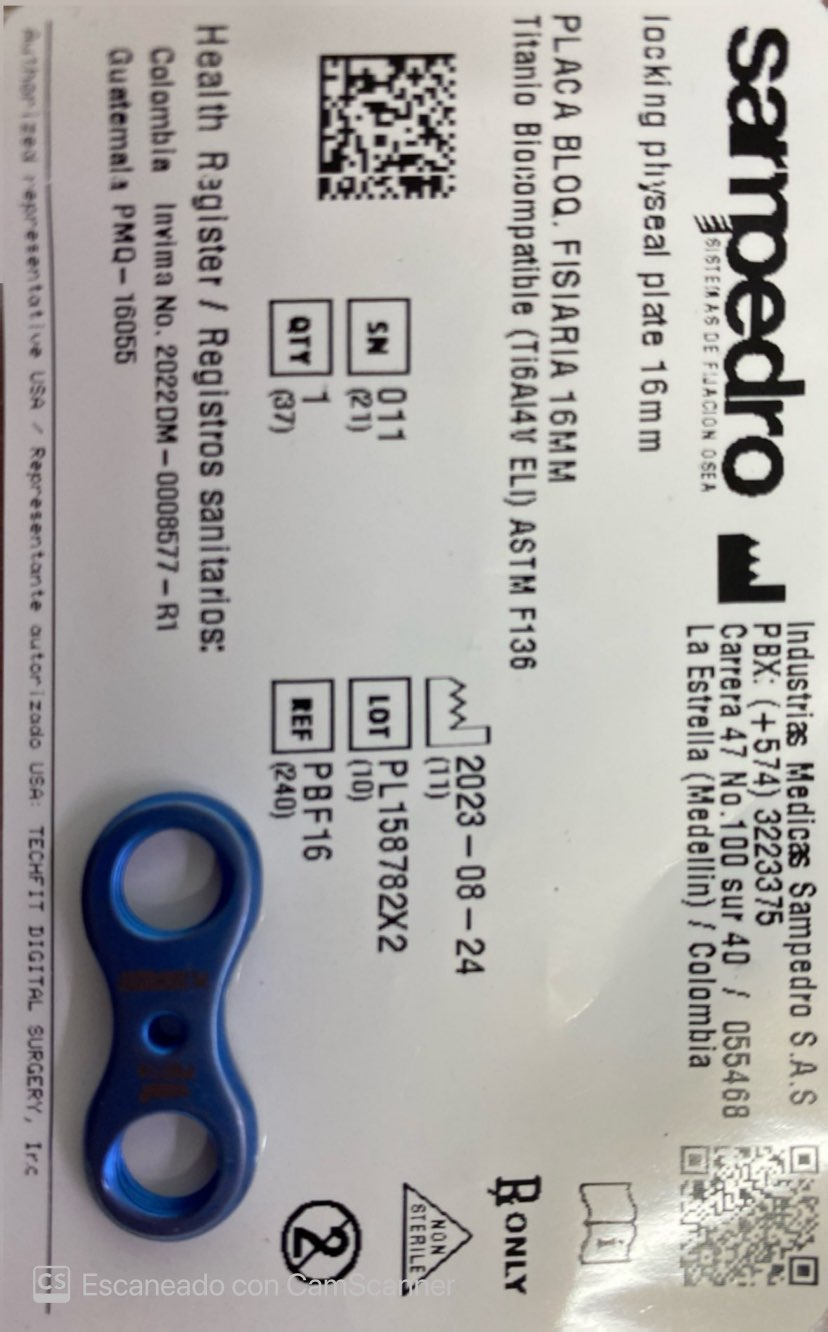 sampedro
SISTEMAS DE FIJACION OSEA
Industrias Medicas Sampedro S.A.S
PBX: (+574) 3223375
Carrera 47 No.100 sur 40 / 055468
La Estrella (Medellin) / Colombia
locking physeal plate 16mm
PLACA BLOQ. FISIARIA 16MM
Titanio Biocompatible (Ti6Al4V ELI) ASTM F136
R ONLY
2023-08-24
(11)
SN 011
(21)
LOT PL158782X2
(10)
NON STERILE
QTY 1
(37)
REF PBF16
(240)
2
Health Register / Registros sanitarios:
Colombia Invima No. 2022DM-0008577-R1
Guatemala PMQ-16055
Authorized representative USA / Representante autorizado USA: TECHFIT DIGITAL SURGERY, Inc
CS Escaneado con CamScanner